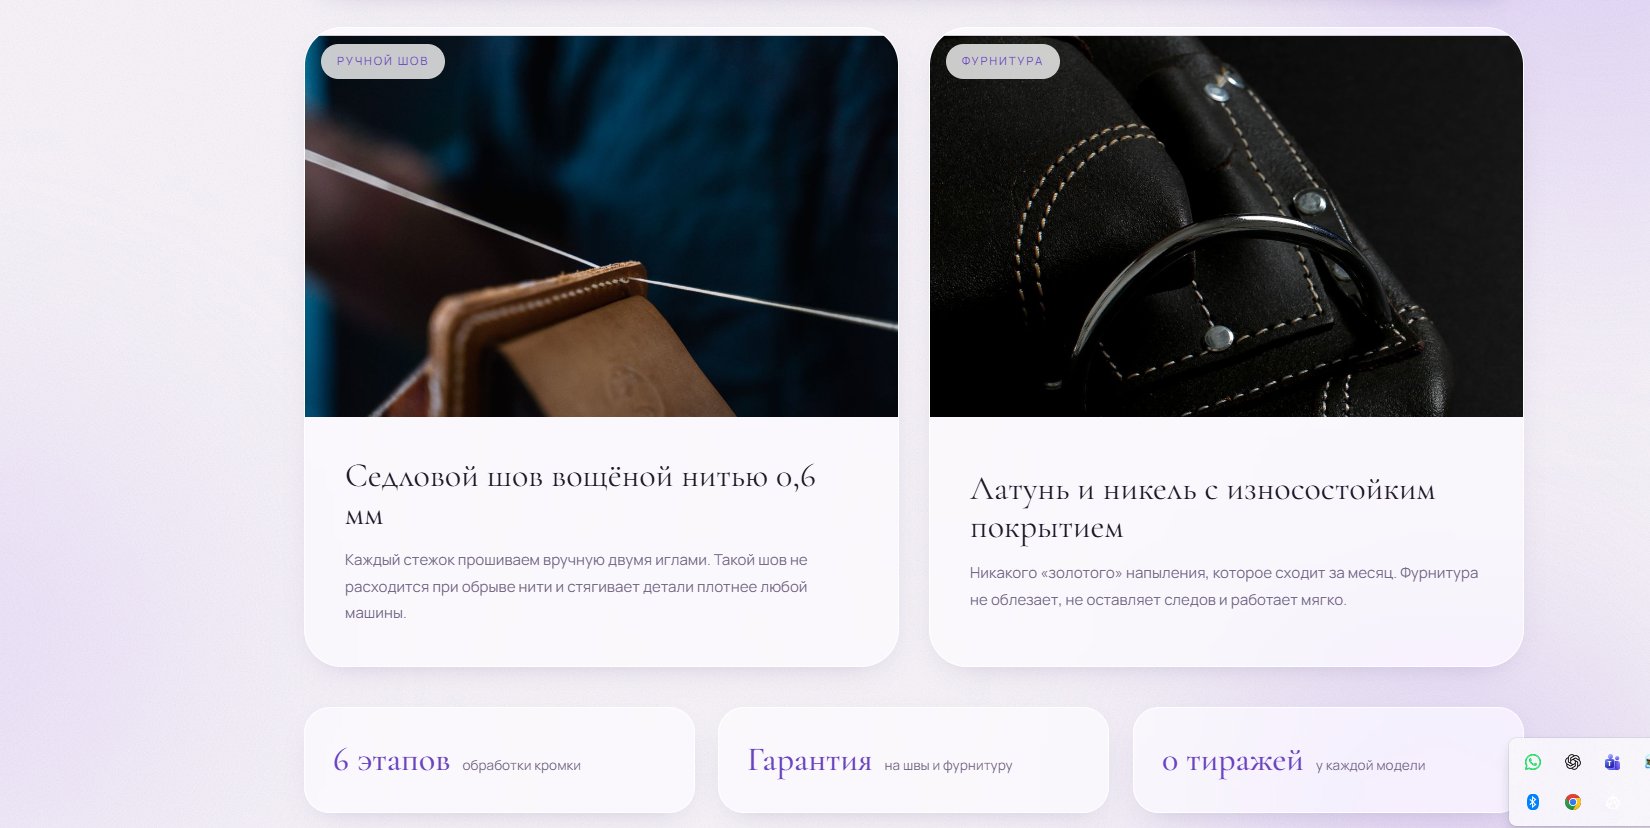 РУЧНОЙ ШОВ
Седловой шов вощёной нитью 0,6
мм
Каждый стежок прошиваем вручную двумя иглами. Такой шов не
расходится при обрыве нити и стягивает детали плотнее любой
машины.
ФУРНИТУРА
Латунь и никель с износостойким
покрытием
Никакого «золотого» напыления, которое сходит за месяц. Фурнитура
не облезает, не оставляет следов и работает мягко.
6 этапов обработки кромки
Гарантия на швы и фурнитуру
0 тиражей у каждой модели